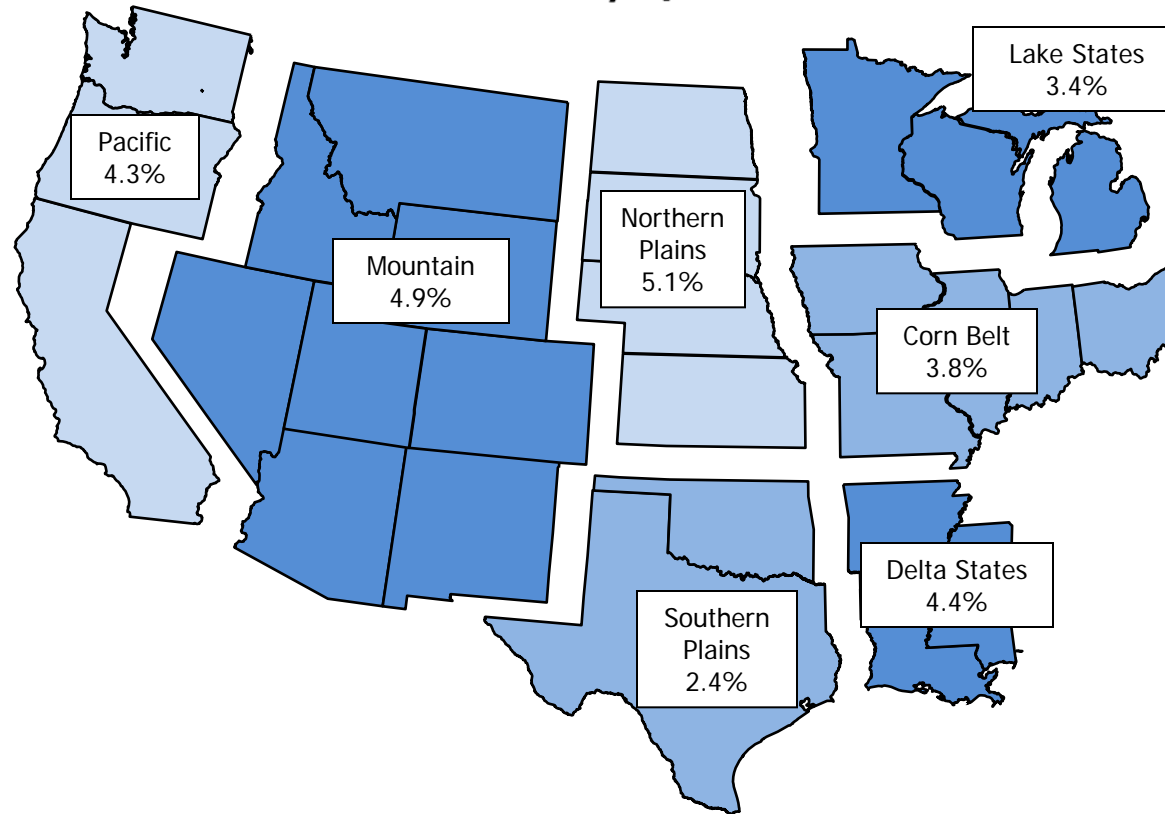 Lake States
3.4%
Pacific
4.3%
Northern
Plains
5.1%
Mountain
4.9%
Corn Belt
3.8%
Delta States
4.4%
Southern
Plains
2.4%